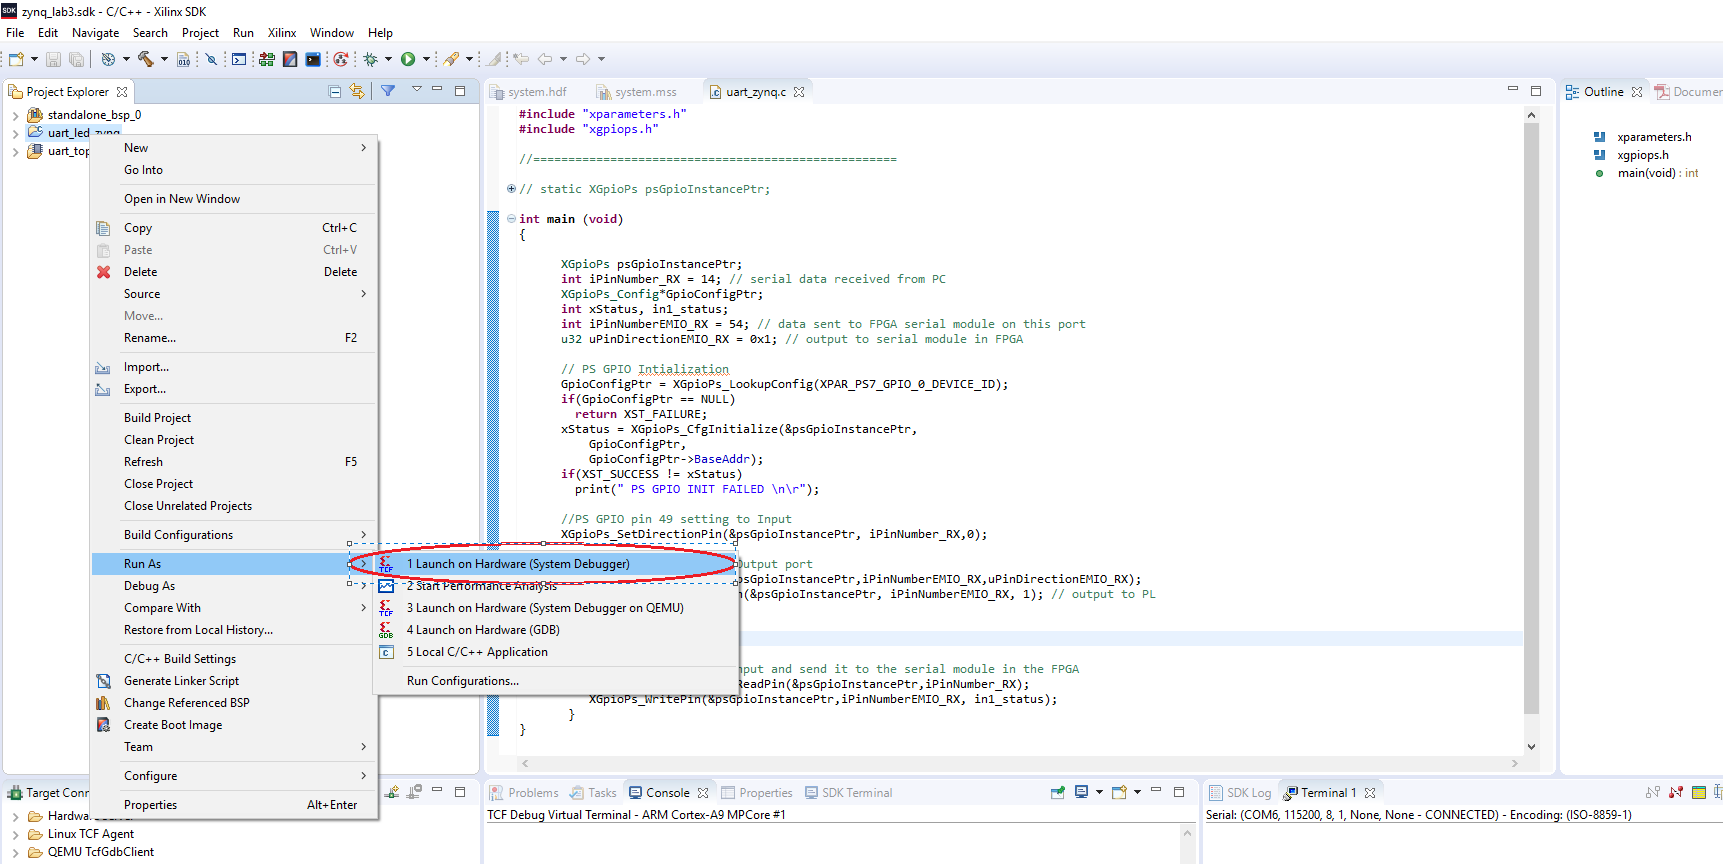 SDK zynq_lab3.sdk - C/C++ - Xilinx SDK
File Edit Navigate Search Project Run Xilinx Window Help
010
Project Explorer
standalone_bsp_0
uart_led_zynq
uart_top
New
Go Into
Open in New Window
Copy Ctrl+C
Paste Ctrl+V
Delete Delete
Source
Move...
Rename... F2
Import...
Export...
Build Project
Clean Project
Refresh F5
Close Project
Close Unrelated Projects
Build Configurations
Run As
Debug As
Compare With
Restore from Local History...
C/C++ Build Settings
Generate Linker Script
Change Referenced BSP
Create Boot Image
Team
Configure
Properties Alt+Enter
TCF 1 Launch on Hardware (System Debugger)
2 Start Performance Analysis
TCF 3 Launch on Hardware (System Debugger on QEMU)
GDB 4 Launch on Hardware (GDB)
c 5 Local C/C++ Application
Run Configurations...
system.hdf system.mss uart_zynq.c
#include "xparameters.h"
#include "xgpiops.h"
//====================================================
// static XGpioPs psGpioInstancePtr;
int main (void)
{
XGpioPs psGpioInstancePtr;
int iPinNumber_RX = 14; // serial data received from PC
XGpioPs_Config*GpioConfigPtr;
int xStatus, in1_status;
int iPinNumberEMIO_RX = 54; // data sent to FPGA serial module on this port
u32 uPinDirectionEMIO_RX = 0x1; // output to serial module in FPGA
// PS GPIO Intialization
GpioConfigPtr = XGpioPs_LookupConfig(XPAR_PS7_GPIO_0_DEVICE_ID);
if(GpioConfigPtr == NULL)
return XST_FAILURE;
xStatus = XGpioPs_CfgInitialize(&psGpioInstancePtr,
GpioConfigPtr,
GpioConfigPtr->BaseAddr);
if(XST_SUCCESS != xStatus)
print(" PS GPIO INIT FAILED \n\r");
//PS GPIO pin 49 setting to Input
XGpioPs_SetDirectionPin(&psGpioInstancePtr, iPinNumber_RX,0);
output port
ptr,iPinNumberEMIO_RX,uPinDirectionEMIO_RX);
(&psGpioInstancePtr, iPinNumberEMIO_RX, 1); // output to PL
nput and send it to the serial module in the FPGA
ReadPin(&psGpioInstancePtr,iPinNumber_RX);
XGpioPs_WritePin(&psGpioInstancePtr,iPinNumberEMIO_RX, in1_status);
}
}
Outline Documen
xparameters.h
xgpiops.h
main(void) : int
Target Conn
Hardware Server
Linux TCF Agent
QEMU TcfGdbClient
Problems Tasks Console Properties SDK Terminal
TCF Debug Virtual Terminal - ARM Cortex-A9 MPCore #1
SDK Log Terminal 1
Serial: (COM6, 115200, 8, 1, None, None - CONNECTED) - Encoding: (ISO-8859-1)